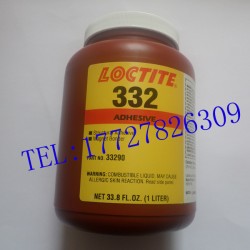 LOCTITE
332
ADHESIVE
TEL:17727826309
PART NO 33290
WARNING: COMBUSTIBLE LIQUID. MAY CAUSE
ALLERGIC SKIN REACTION.
NET 33.8 FL. OZ. (1 LITER)